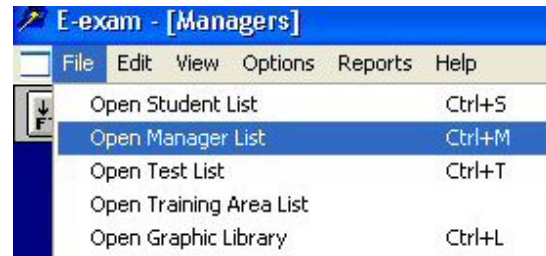 E-exam - [Managers]
File Edit View Options Reports Help
Open Student List Ctrl+S
Open Manager List Ctrl+M
Open Test List Ctrl+T
Open Training Area List
Open Graphic Library Ctrl+L